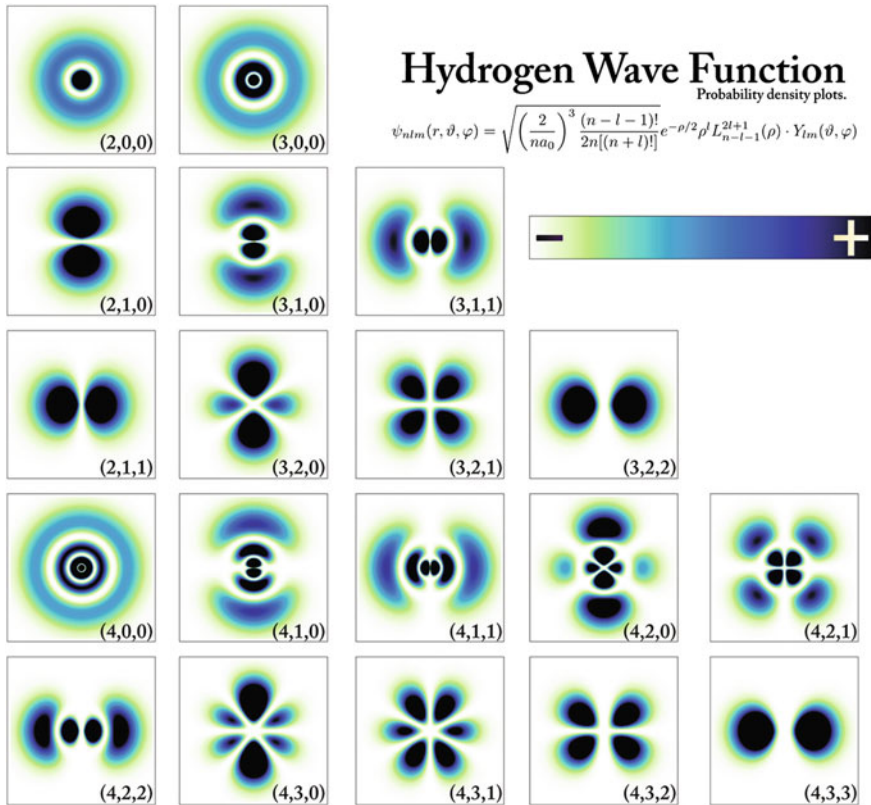 Hydrogen Wave Function
Probability density plots.
ψnlm(r, ϑ, φ) = √((2/na₀)³ (n − l − 1)!/2n[(n + l)!]) e^{−ρ/2} ρ^l L^{2l+1}_{n−l−1}(ρ) · Ylm(ϑ, φ)
− +
(2,0,0) (3,0,0)
(2,1,0) (3,1,0) (3,1,1)
(2,1,1) (3,2,0) (3,2,1) (3,2,2)
(4,0,0) (4,1,0) (4,1,1) (4,2,0) (4,2,1)
(4,2,2) (4,3,0) (4,3,1) (4,3,2) (4,3,3)